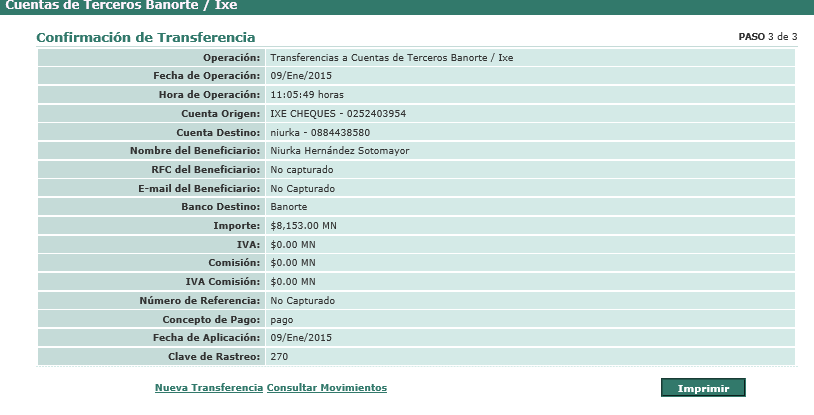 Cuentas de Terceros Banorte / Ixe
Confirmación de Transferencia PASO 3 de 3
Operación: Transferencias a Cuentas de Terceros Banorte / Ixe
Fecha de Operación: 09/Ene/2015
Hora de Operación: 11:05:49 horas
Cuenta Origen: IXE CHEQUES - 0252403954
Cuenta Destino: niurka - 0884438580
Nombre del Beneficiario: Niurka Hernández Sotomayor
RFC del Beneficiario: No capturado
E-mail del Beneficiario: No Capturado
Banco Destino: Banorte
Importe: $8,153.00 MN
IVA: $0.00 MN
Comisión: $0.00 MN
IVA Comisión: $0.00 MN
Número de Referencia: No Capturado
Concepto de Pago: pago
Fecha de Aplicación: 09/Ene/2015
Clave de Rastreo: 270
Nueva Transferencia Consultar Movimientos Imprimir